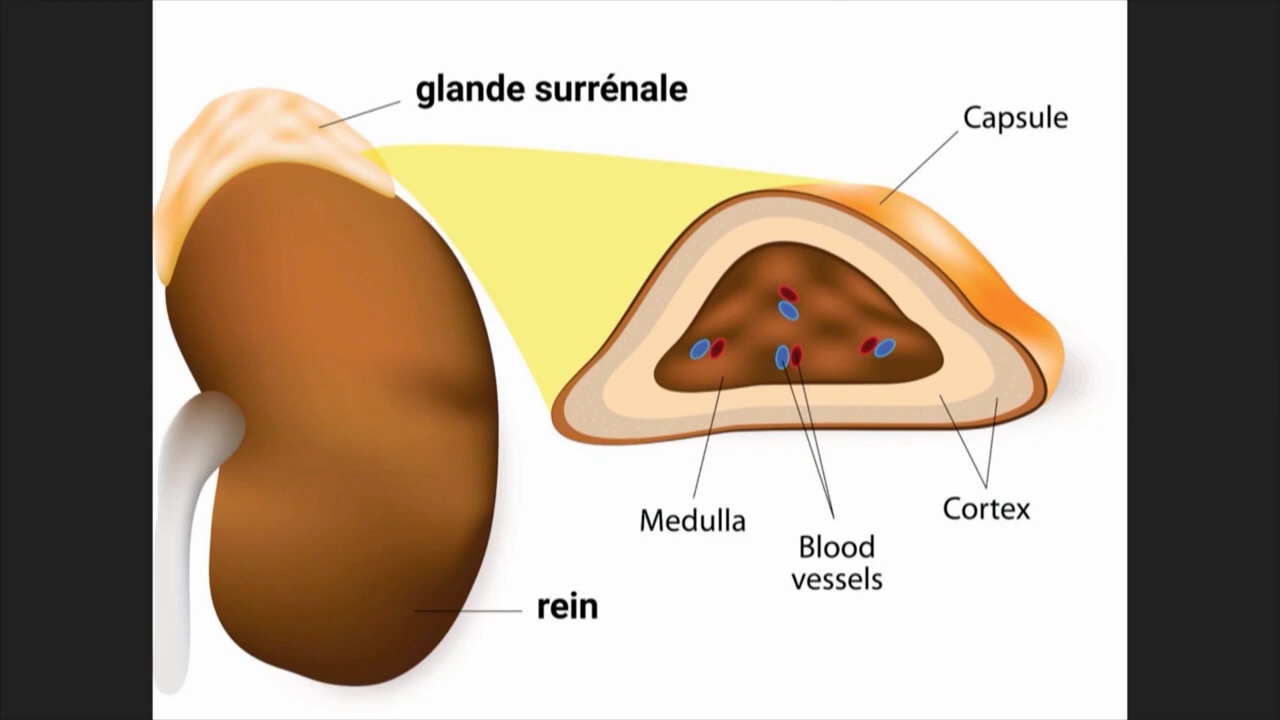 glande surrénale
Capsule
Medulla
Blood
vessels
Cortex
rein